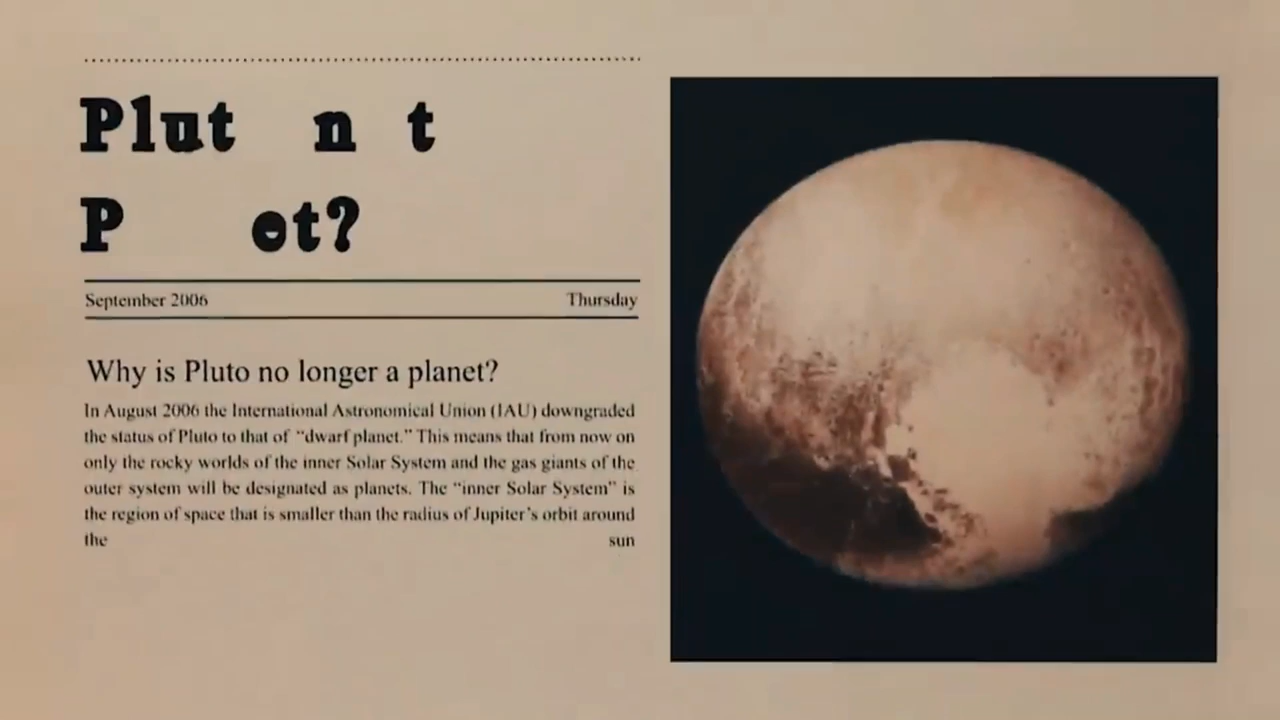 Plut n t
P et?
September 2006 Thursday
Why is Pluto no longer a planet?
In August 2006 the International Astronomical Union (IAU) downgraded
the status of Pluto to that of “dwarf planet.” This means that from now on
only the rocky worlds of the inner Solar System and the gas giants of the
outer system will be designated as planets. The “inner Solar System” is
the region of space that is smaller than the radius of Jupiter’s orbit around
the sun